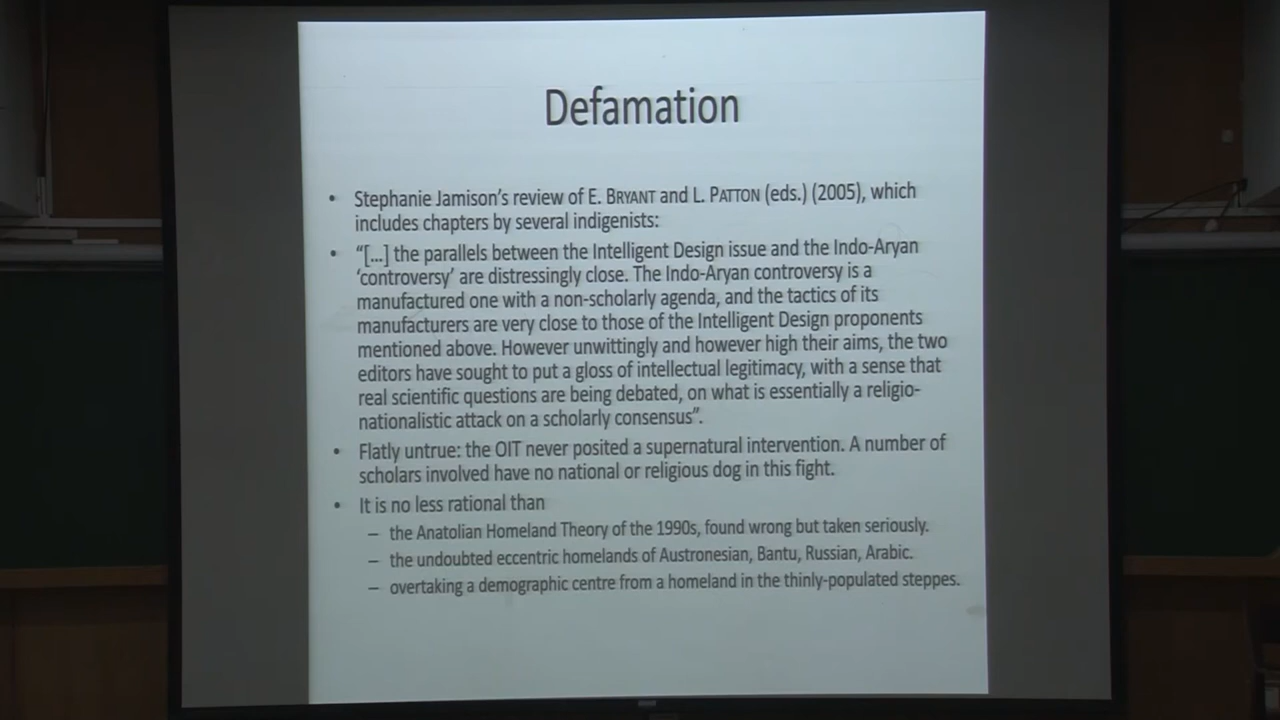 Defamation
• Stephanie Jamison's review of E. BRYANT and L. PATTON (eds.) (2005), which
includes chapters by several indigenists:
• “[...] the parallels between the Intelligent Design issue and the Indo-Aryan
‘controversy’ are distressingly close. The Indo-Aryan controversy is a
manufactured one with a non-scholarly agenda, and the tactics of its
manufacturers are very close to those of the Intelligent Design proponents
mentioned above. However unwittingly and however high their aims, the two
editors have sought to put a gloss of intellectual legitimacy, with a sense that
real scientific questions are being debated, on what is essentially a religio-
nationalistic attack on a scholarly consensus”.
• Flatly untrue: the OIT never posited a supernatural intervention. A number of
scholars involved have no national or religious dog in this fight.
• It is no less rational than
– the Anatolian Homeland Theory of the 1990s, found wrong but taken seriously.
– the undoubted eccentric homelands of Austronesian, Bantu, Russian, Arabic.
– overtaking a demographic centre from a homeland in the thinly-populated steppes.